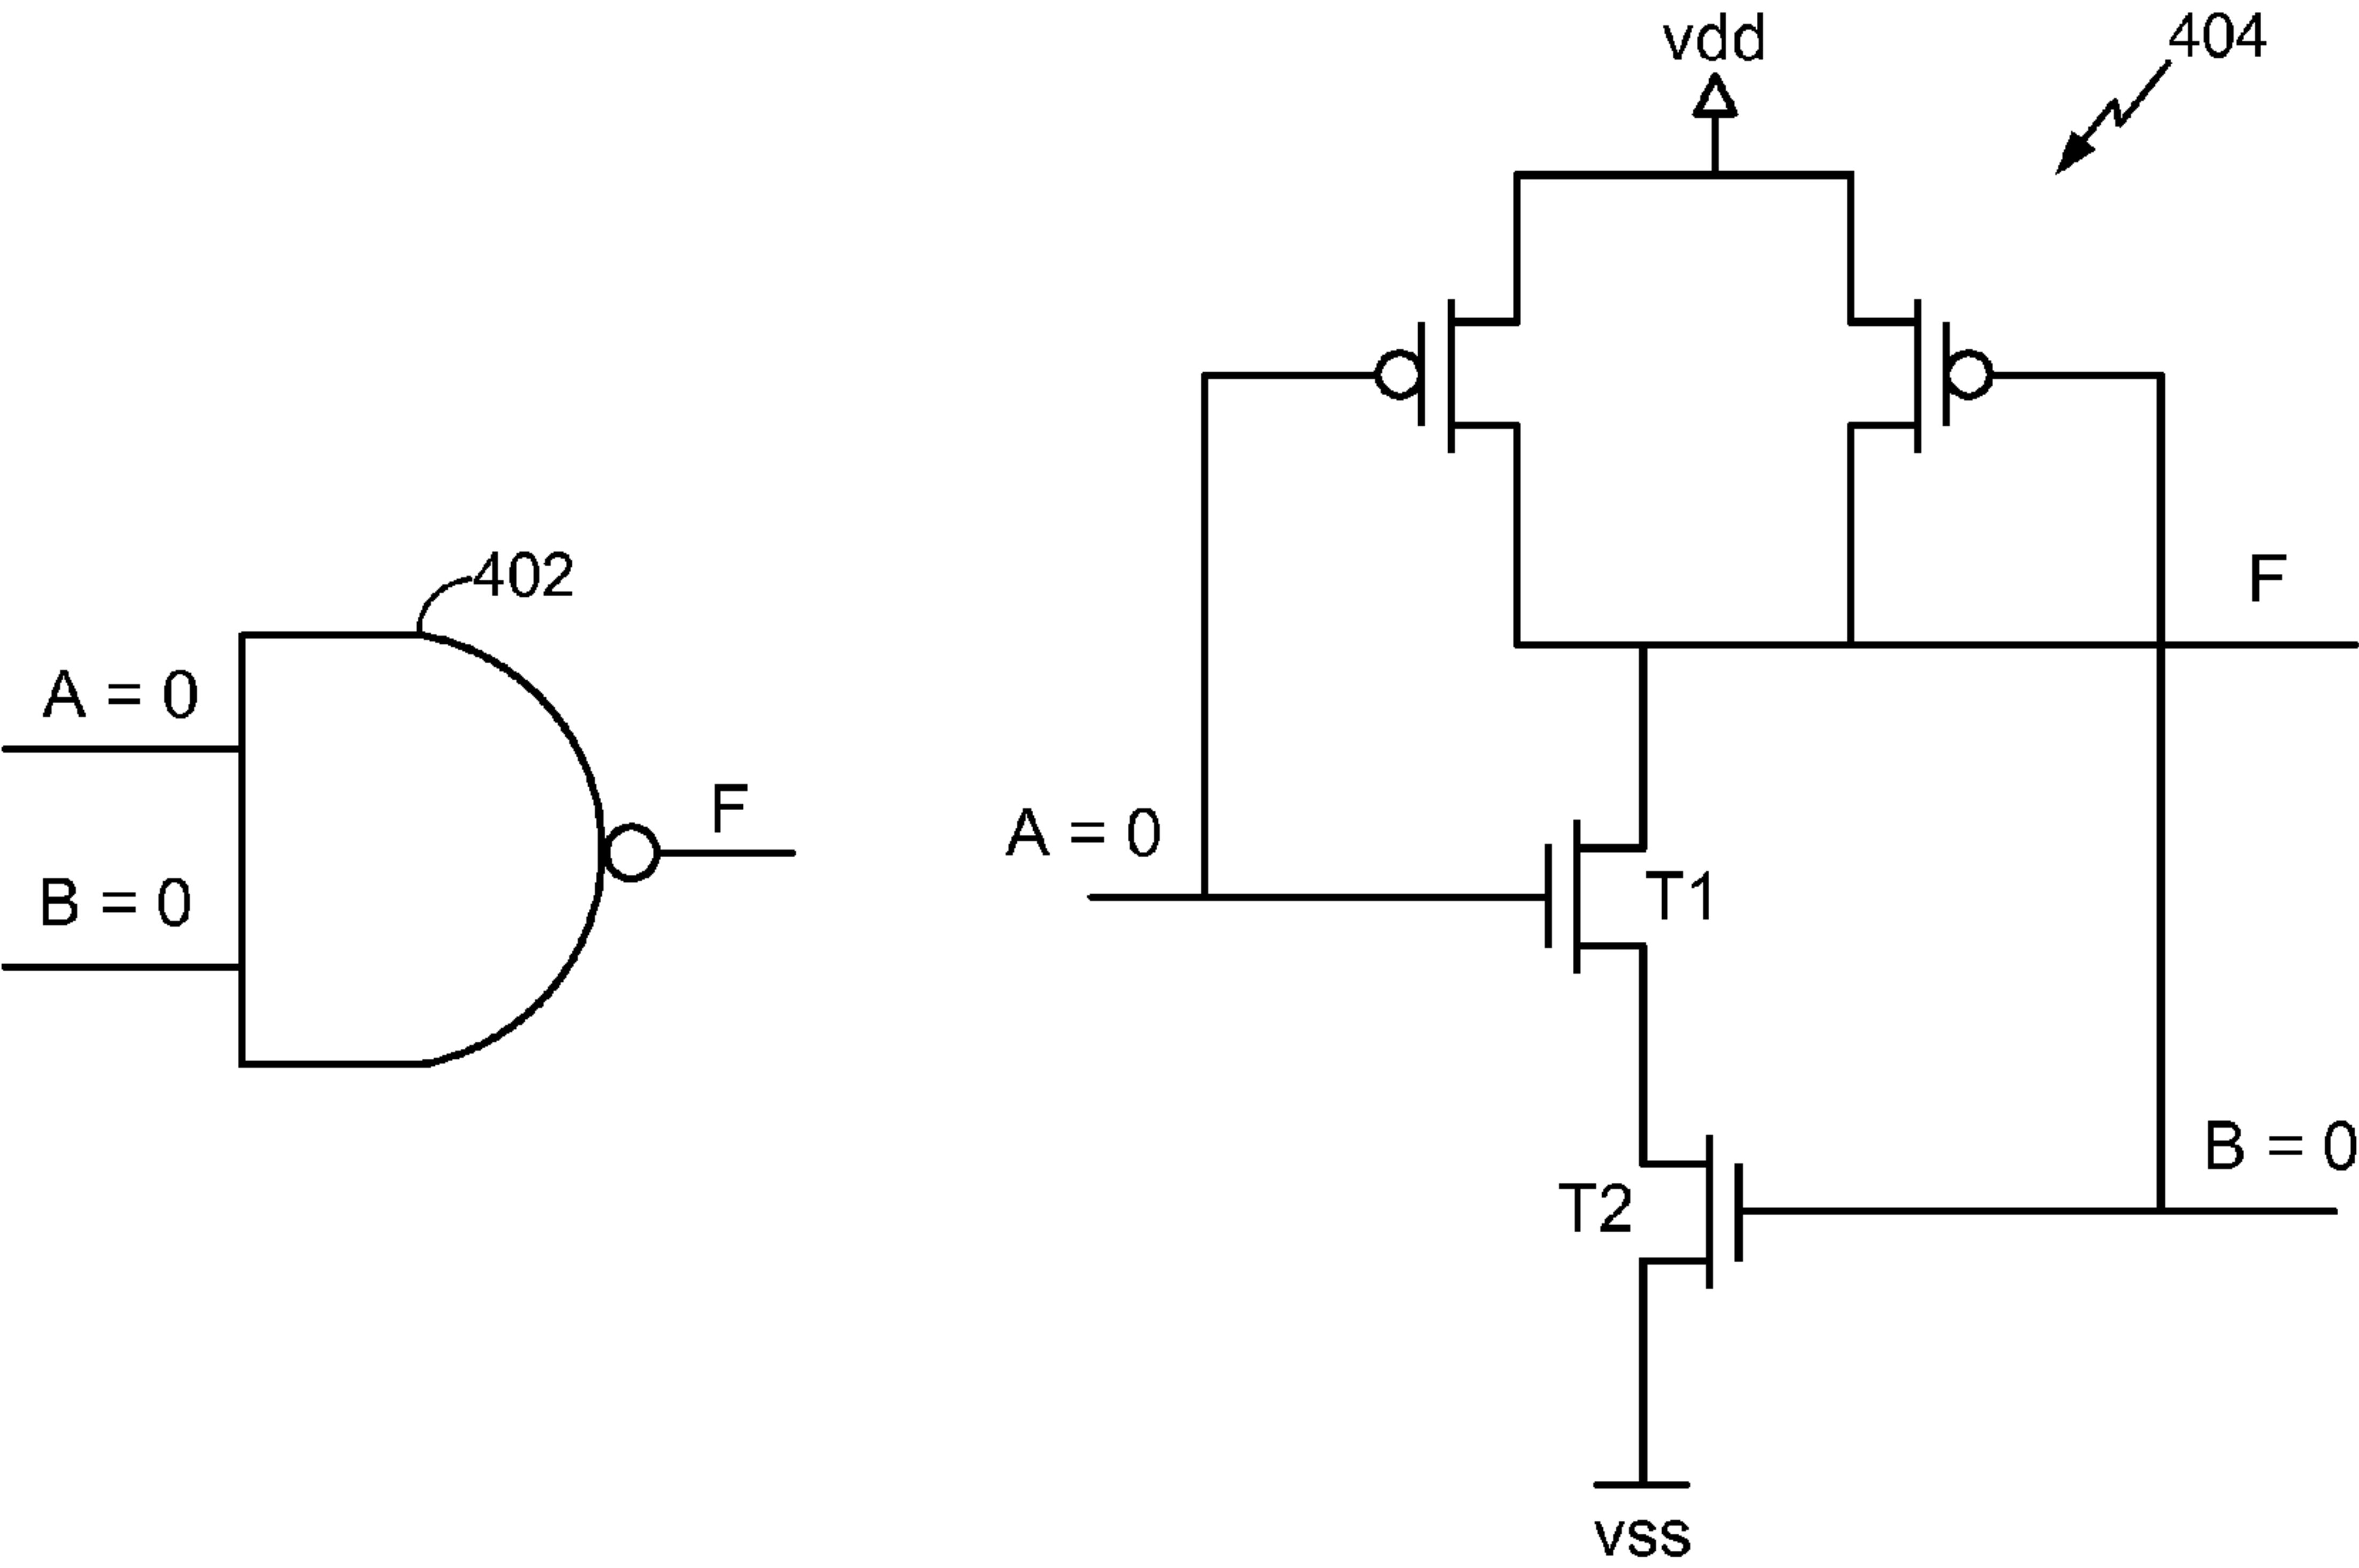 vdd
404
402
F
A = 0
F
A = 0
T1
B = 0
B = 0
T2
vss